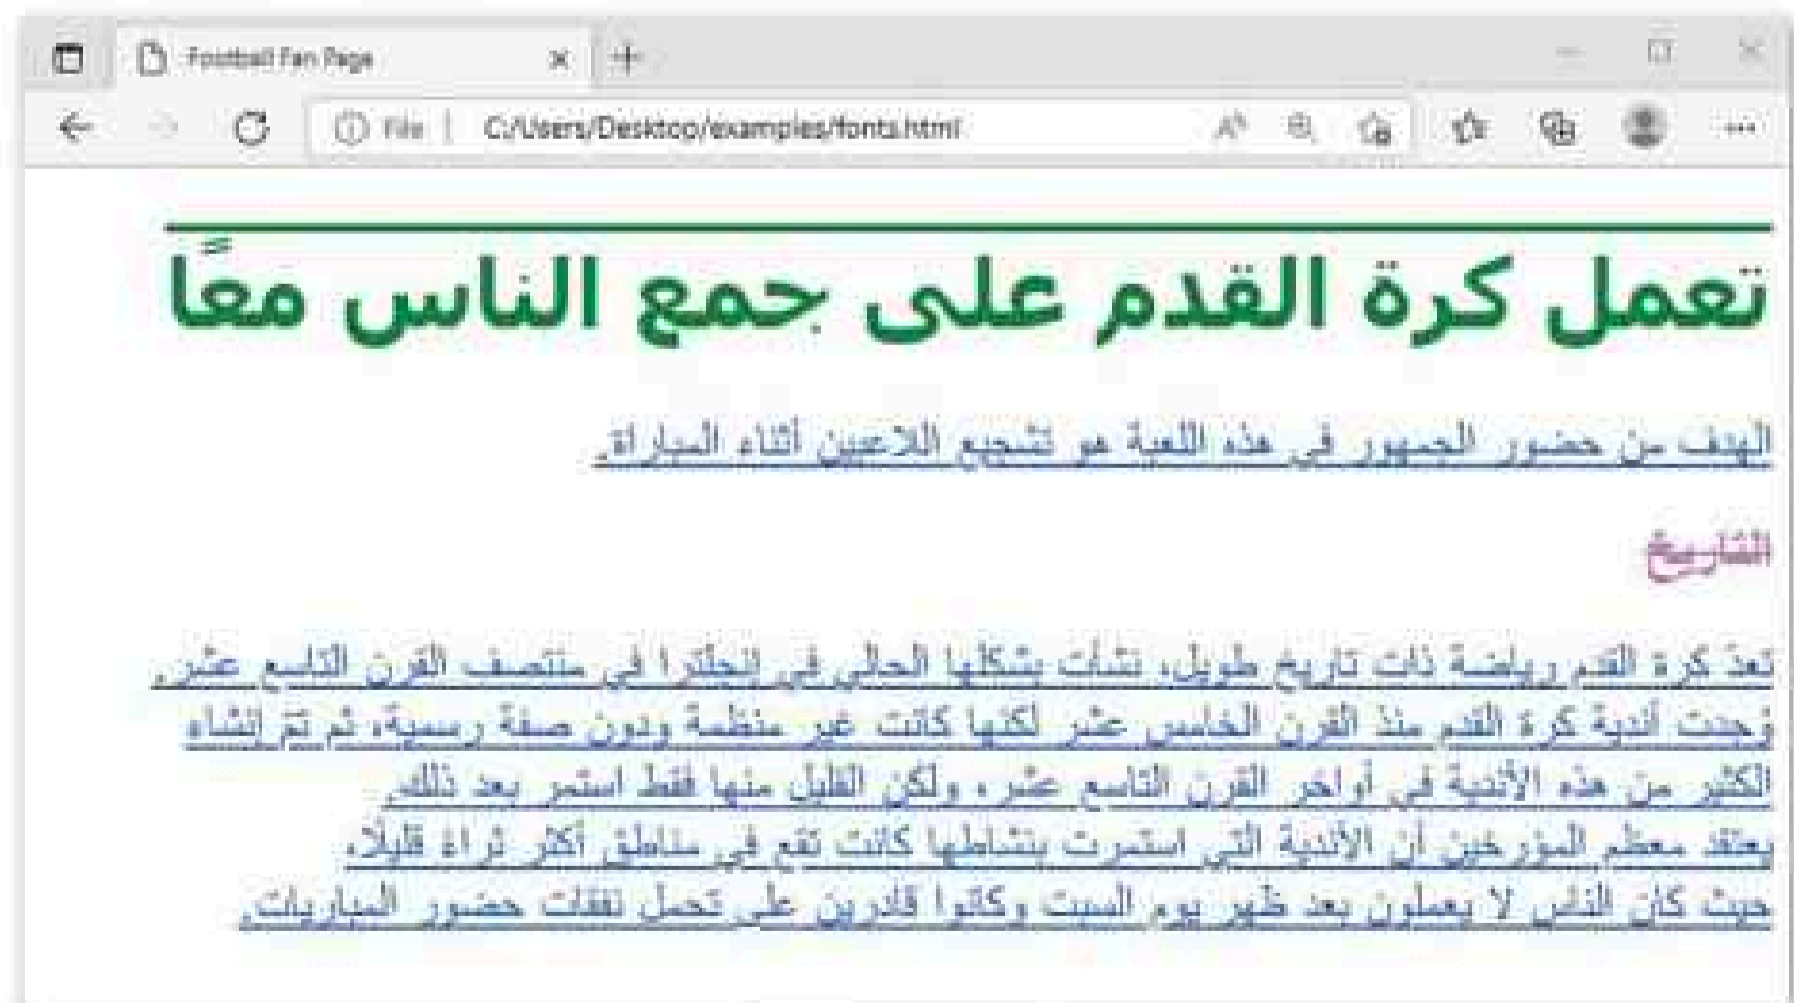 Football Fan Page
File | C:/Users/Desktop/examples/fonts.html
تعمل كرة القدم على جمع الناس معًا
الهدف من حضور الجمهور في هذه اللعبة هو تشجيع اللاعبين أثناء المباراة.
التاريخ
تعدّ كرة القدم رياضة ذات تاريخ طويل، نشأت بشكلها الحالي في إنجلترا في منتصف القرن التاسع عشر.
وُجدت أندية كرة القدم منذ القرن الخامس عشر لكنها كانت غير منظمة ودون صفة رسمية، ثم تمّ إنشاء
الكثير من هذه الأندية في أواخر القرن التاسع عشر، ولكن القليل منها فقط استمر بعد ذلك.
يعتقد معظم المؤرخين أن الأندية التي استمرت بنشاطها كانت تقع في مناطق أكثر ثراءً قليلًا،
حيث كان الناس لا يعملون بعد ظهر يوم السبت وكانوا قادرين على تحمل نفقات حضور المباريات.